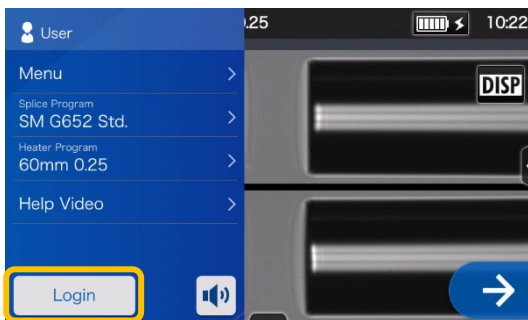 User
.25
10:22
Menu
DISP
Splice Program
SM G652 Std.
Heater Program
60mm 0.25
Help Video
Login